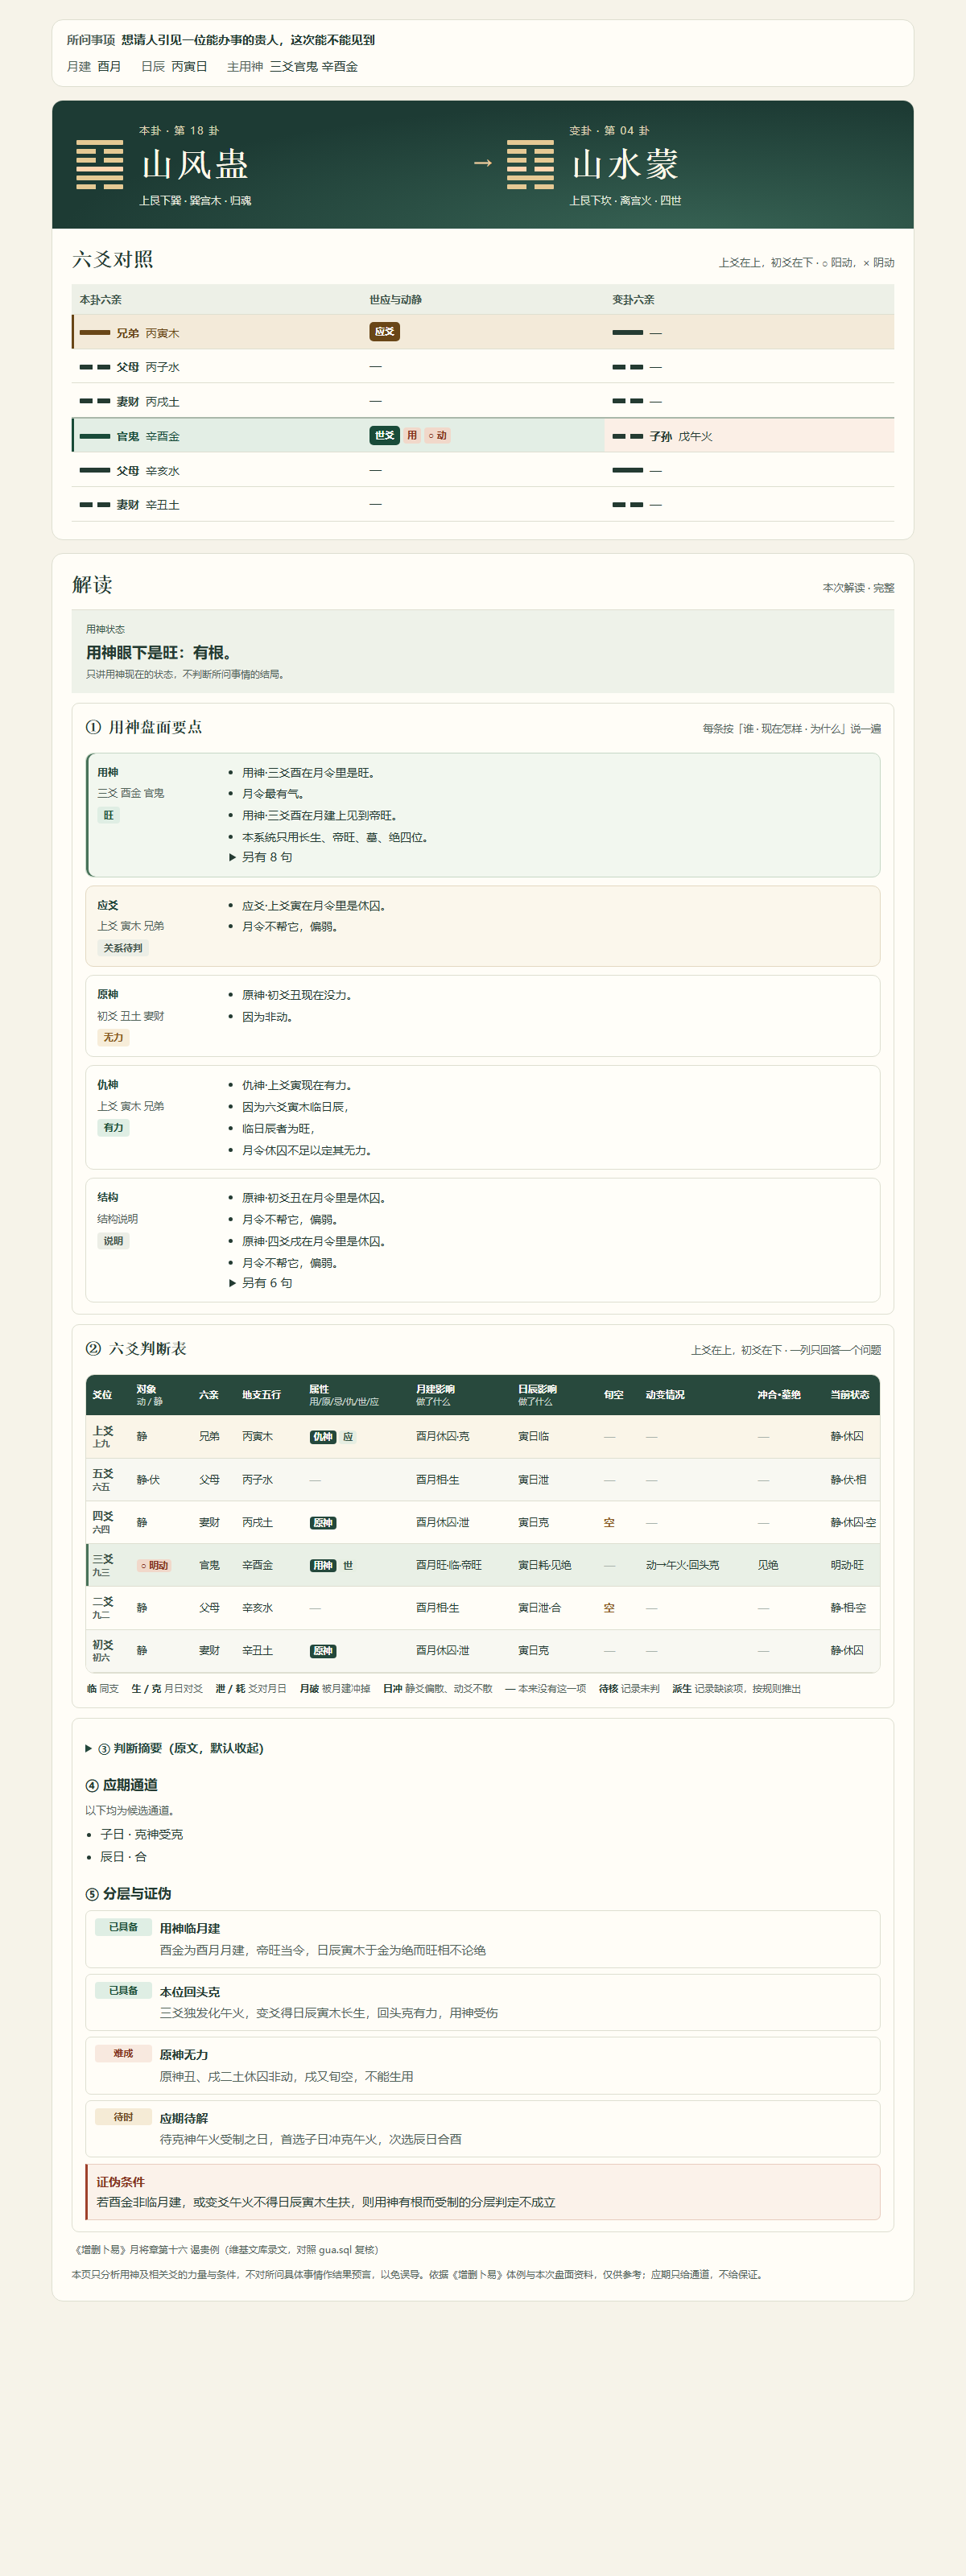 所问事项 想请人引见一位能办事的贵人，这次能不能见到
月建 酉月 日辰 丙寅日 主用神 三爻官鬼 辛酉金
本卦 · 第 18 卦
山风蛊
上艮下巽 · 巽宫木 · 归魂
→
变卦 · 第 04 卦
山水蒙
上艮下坎 · 离宫火 · 四世
六爻对照
上爻在上，初爻在下 · ○ 阳动，× 阴动
本卦六亲 世应与动静 变卦六亲
兄弟 丙寅木 应爻 —
父母 丙子水 — —
妻财 丙戌土 — —
官鬼 辛酉金 世爻 用 ○ 动 子孙 戊午火
父母 辛亥水 — —
妻财 辛丑土 — —
解读
本次解读 · 完整
用神状态
用神眼下是旺：有根。
只讲用神现在的状态，不判断所问事情的结局。
① 用神盘面要点
每条按「谁 · 现在怎样 · 为什么」说一遍
用神
三爻 酉金 官鬼
旺
• 用神·三爻酉在月令里是旺。
• 月令最有气。
• 用神·三爻酉在月建上见到帝旺。
• 本系统只用长生、帝旺、墓、绝四位。
▶ 另有 8 句
应爻
上爻 寅木 兄弟
关系待判
• 应爻·上爻寅在月令里是休囚。
• 月令不帮它，偏弱。
原神
初爻 丑土 妻财
无力
• 原神·初爻丑现在没力。
• 因为非动。
仇神
上爻 寅木 兄弟
有力
• 仇神·上爻寅现在有力。
• 因为六爻寅木临日辰，
• 临日辰者为旺，
• 月令休囚不足以定其无力。
结构
结构说明
说明
• 原神·初爻丑在月令里是休囚。
• 月令不帮它，偏弱。
• 原神·四爻戌在月令里是休囚。
• 月令不帮它，偏弱。
▶ 另有 6 句
② 六爻判断表
上爻在上，初爻在下 · 一列只回答一个问题
爻位 对象 六亲 地支五行 属性 月建影响 日辰影响 旬空 动变情况 冲合·墓绝 当前状态
动 / 静 用/原/忌/仇/世/应 做了什么 做了什么
上爻 上九 静 兄弟 丙寅木 仇神 应 酉月休囚·克 寅日临 — — — 静·休囚
五爻 六五 静·伏 父母 丙子水 — 酉月相·生 寅日泄 — — — 静·伏·相
四爻 六四 静 妻财 丙戌土 原神 酉月休囚·泄 寅日克 空 — — 静·休囚·空
三爻 九三 ○ 明动 官鬼 辛酉金 用神 世 酉月旺·临·帝旺 寅日耗·见绝 — 动→午火·回头克 见绝 明动·旺
二爻 九二 静 父母 辛亥水 — 酉月相·生 寅日泄·合 空 — — 静·相·空
初爻 初六 静 妻财 辛丑土 原神 酉月休囚·泄 寅日克 — — — 静·休囚
临 同支 生 / 克 月日对爻 泄 / 耗 爻对月日 月破 被月建冲掉 日冲 静爻偏散、动爻不散 — 本来没有这一项 待核 记录未判 派生 记录缺该项，按规则推出
▶ ③ 判断摘要（原文，默认收起）
④ 应期通道
以下均为候选通道。
• 子日 · 克神受克
• 辰日 · 合
⑤ 分层与证伪
已具备 用神临月建
酉金为酉月月建，帝旺当令，日辰寅木于金为绝而旺相不论绝
已具备 本位回头克
三爻独发化午火，变爻得日辰寅木长生，回头克有力，用神受伤
难成 原神无力
原神丑、戌二土休囚非动，戌又旬空，不能生用
待时 应期待解
待克神午火受制之日，首选子日冲克午火，次选辰日合酉
证伪条件
若酉金非临月建，或变爻午火不得日辰寅木生扶，则用神有根而受制的分层判定不成立
《增删卜易》月将章第十六 谒贵例（维基文库录文，对照 gua.sql 复核）
本页只分析用神及相关爻的力量与条件，不对所问具体事情作结果预言，以免误导。依据《增删卜易》体例与本次盘面资料，仅供参考；应期只给通道，不给保证。